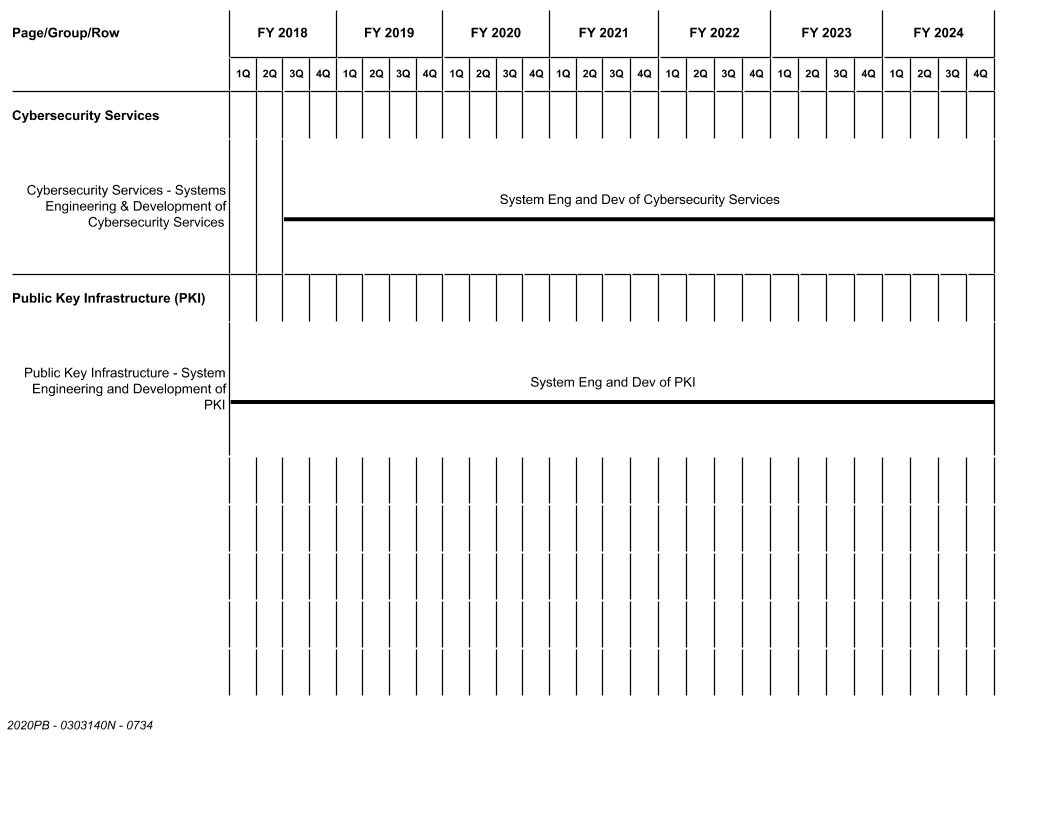 Page/Group/Row FY 2018 FY 2019 FY 2020 FY 2021 FY 2022 FY 2023 FY 2024
1Q 2Q 3Q 4Q 1Q 2Q 3Q 4Q 1Q 2Q 3Q 4Q 1Q 2Q 3Q 4Q 1Q 2Q 3Q 4Q 1Q 2Q 3Q 4Q 1Q 2Q 3Q 4Q
Cybersecurity Services
Cybersecurity Services - Systems
Engineering & Development of
Cybersecurity Services
System Eng and Dev of Cybersecurity Services
Public Key Infrastructure (PKI)
Public Key Infrastructure - System
Engineering and Development of
PKI
System Eng and Dev of PKI
2020PB - 0303140N - 0734